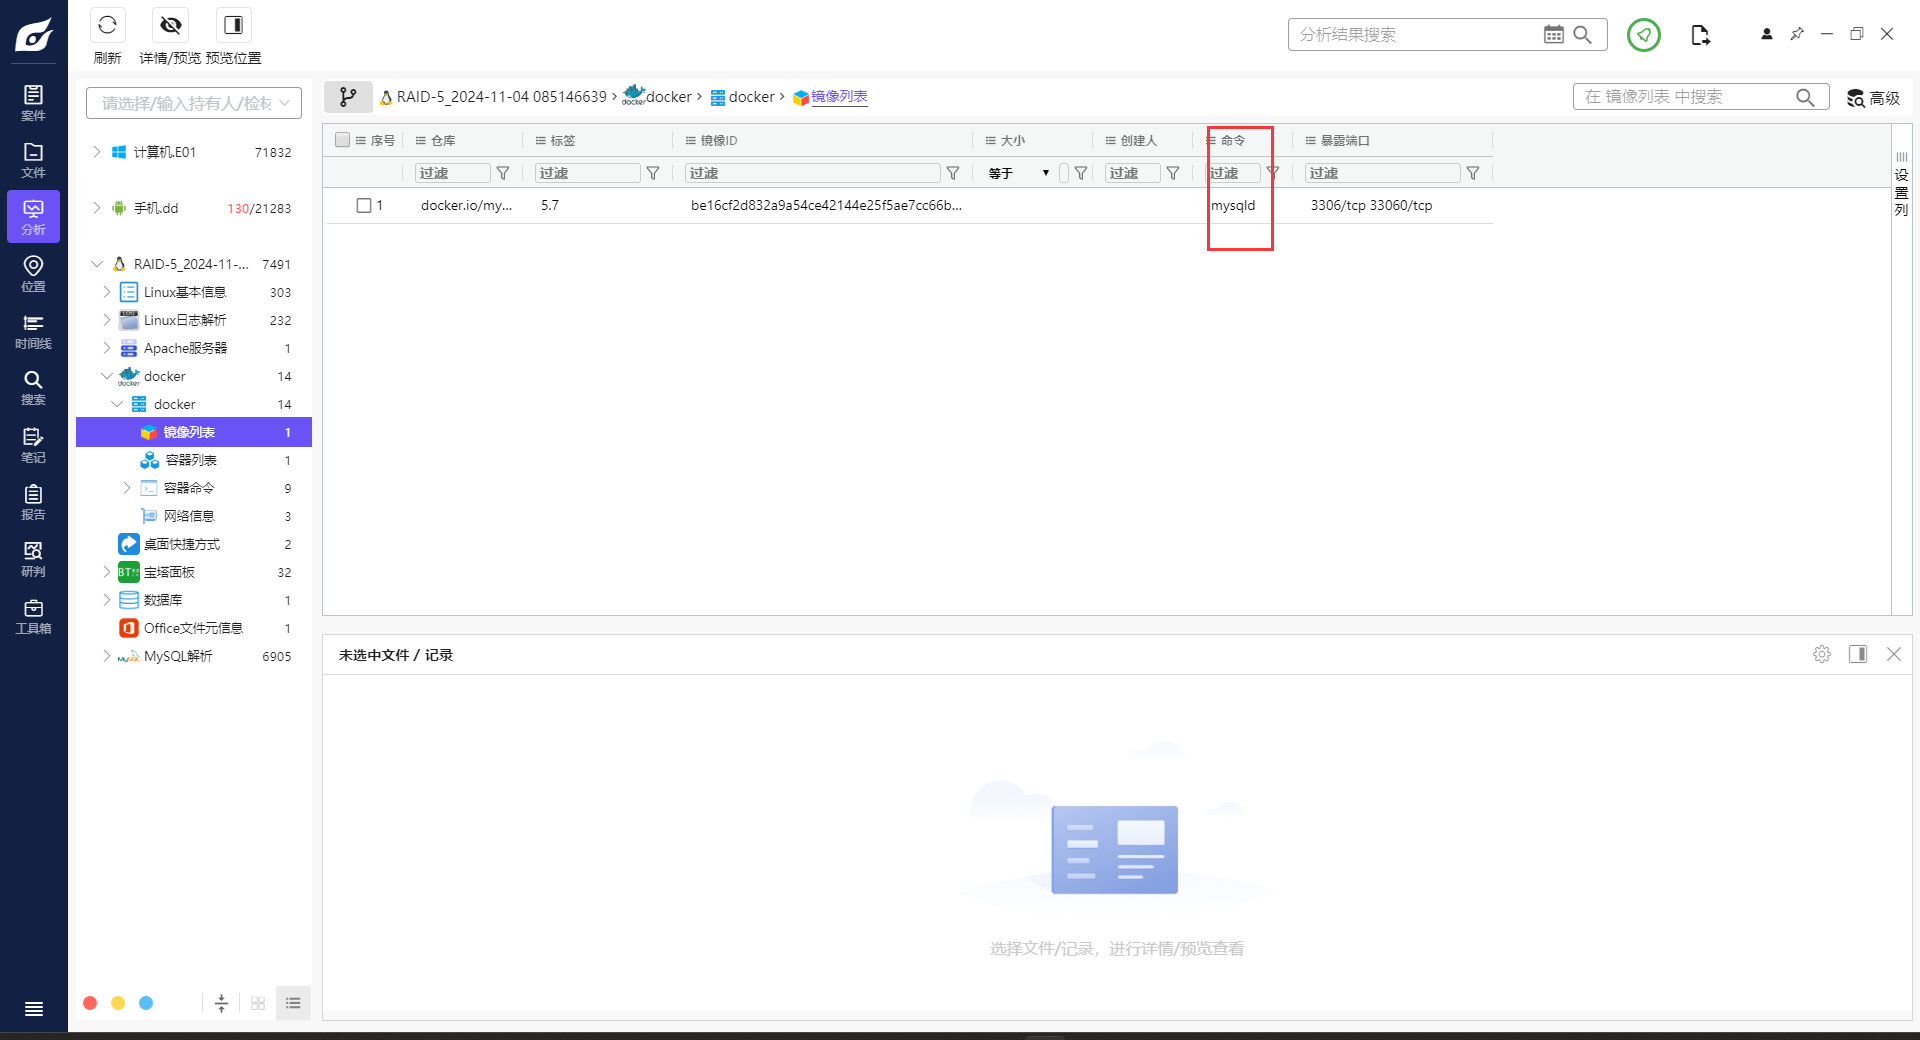 刷新
详情/预览
预览位置
分析结果搜索
案件
文件
分析
位置
时间线
搜索
笔记
报告
研判
工具箱
请选择/输入持有人/检材
计算机.E01 71832
手机.dd 130/21283
RAID-5_2024-11-... 7491
Linux基本信息 303
Linux日志解析 232
Apache服务器 1
docker 14
docker 14
镜像列表 1
容器列表 1
容器命令 9
网络信息 3
桌面快捷方式 2
宝塔面板 32
数据库 1
Office文件元信息 1
MySQL解析 6905
RAID-5_2024-11-04 085146639 > docker > docker > 镜像列表
在 镜像列表 中搜索
高级
序号 仓库 标签 镜像ID 大小 创建人 命令 暴露端口
过滤 过滤 过滤 等于 过滤 过滤 过滤
1 docker.io/my... 5.7 be16cf2d832a9a54ce42144e25f5ae7cc66b... mysqld 3306/tcp 33060/tcp
设置列
未选中文件 / 记录
选择文件/记录，进行详情/预览查看